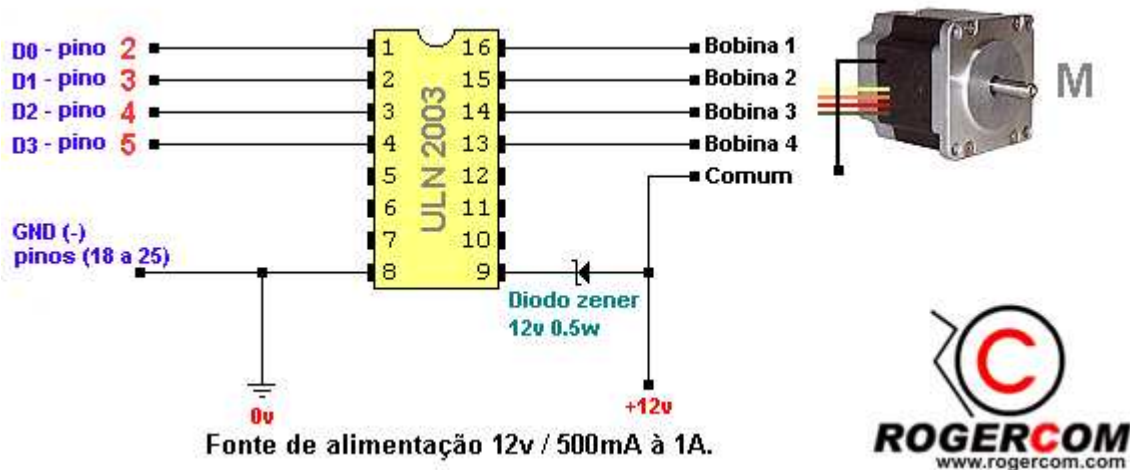 D0 - pino 2
D1 - pino 3
D2 - pino 4
D3 - pino 5
GND (-)
pinos (18 a 25)
1 16
2 15
3 14
4 13
5 12
6 11
7 10
8 9
ULN 2003
Bobina 1
Bobina 2
Bobina 3
Bobina 4
Comum
M
Diodo zener
12v 0.5w
0v
+12v
Fonte de alimentação 12v / 500mA à 1A.
C
ROGERCOM
www.rogercom.com